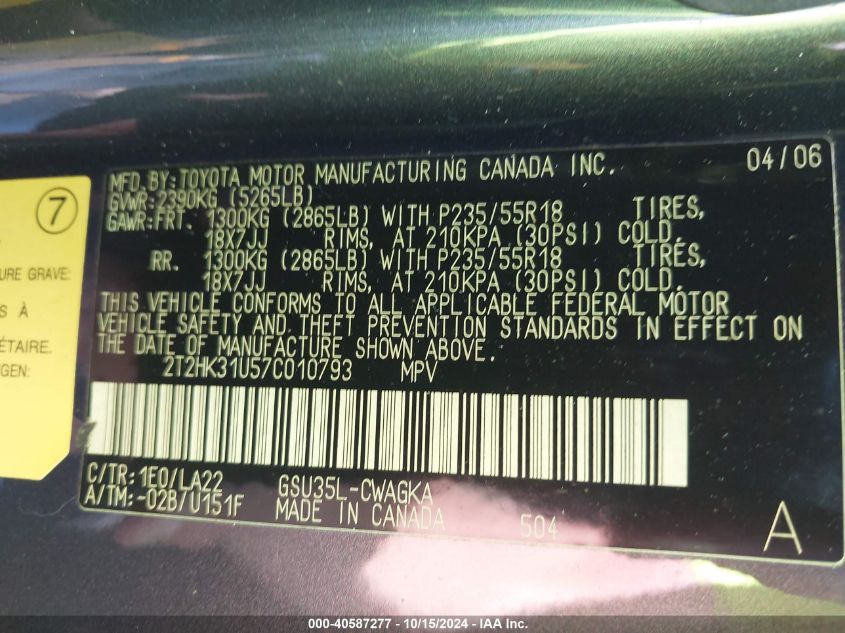 MFD.BY:TOYOTA MOTOR MANUFACTURING CANADA INC. 04/06
GVWR:2390KG (5265LB)
GAWR:FRT. 1300KG (2865LB) WITH P235/55R18 TIRES,
18X7JJ RIMS, AT 210KPA (30PSI) COLD.
RR. 1300KG (2865LB) WITH P235/55R18 TIRES,
18X7JJ RIMS, AT 210KPA (30PSI) COLD.
THIS VEHICLE CONFORMS TO ALL APPLICABLE FEDERAL MOTOR
VEHICLE SAFETY AND THEFT PREVENTION STANDARDS IN EFFECT ON
THE DATE OF MANUFACTURE SHOWN ABOVE.
2T2HK31U57C010793 MPV
C/TR:1E0/LA22 GSU35L-CWAGKA
A/TM:-02B/U151F MADE IN CANADA 504 A
7
URE GRAVE:
S À
ÉTAIRE.
YGEN:
000-40587277 - 10/15/2024 - IAA Inc.